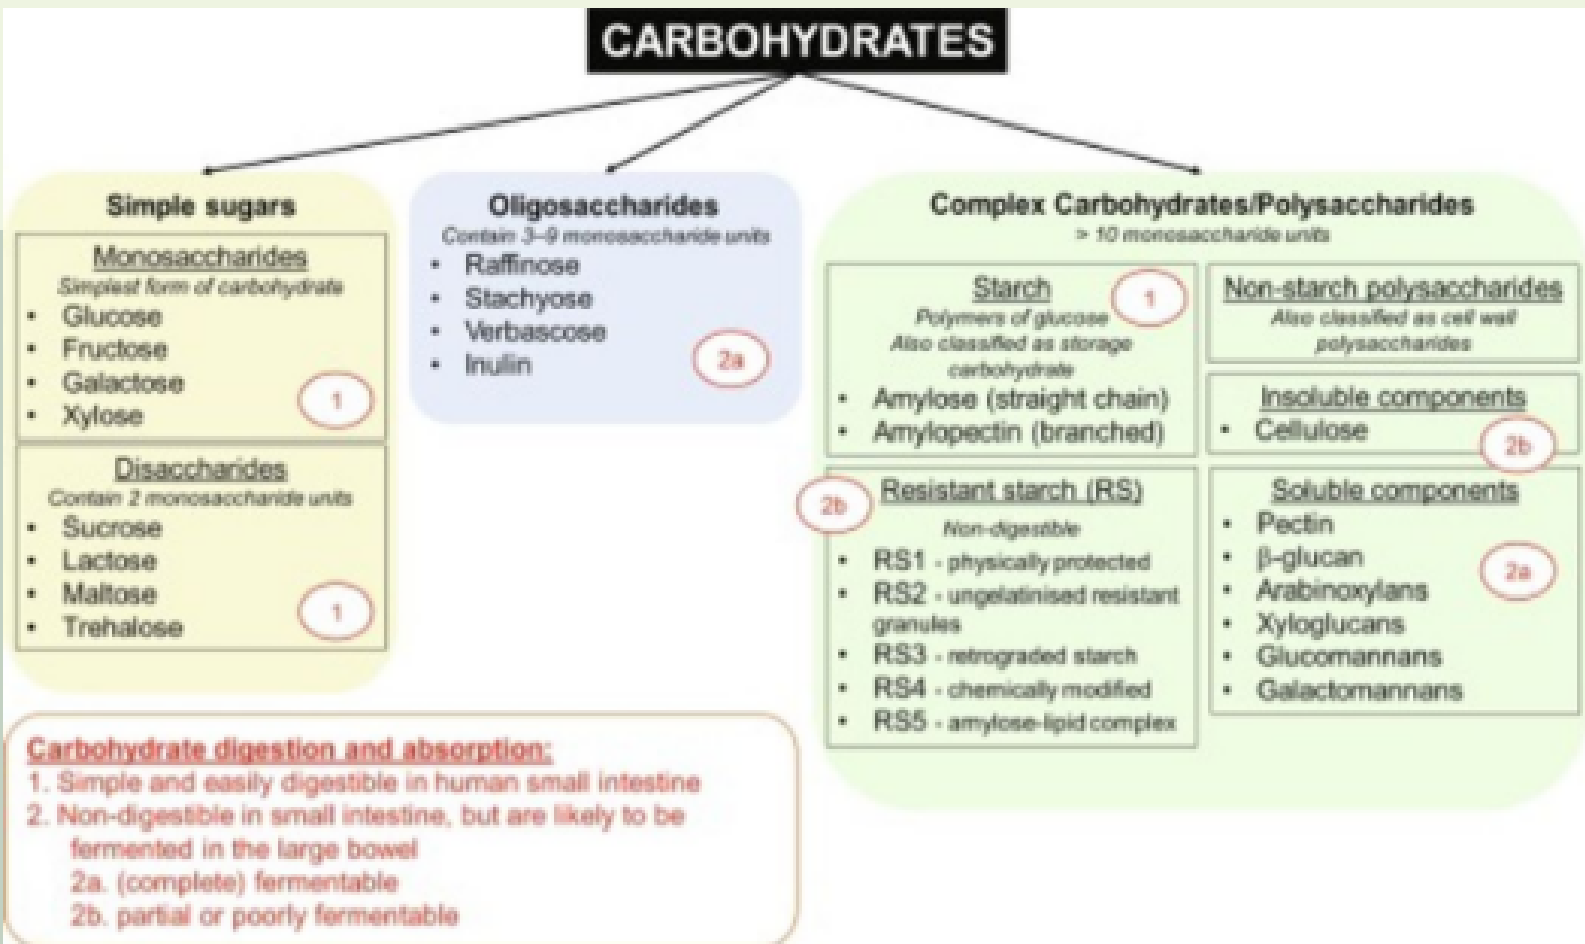 CARBOHYDRATES
Simple sugars
Monosaccharides
Simplest form of carbohydrate
• Glucose
• Fructose
• Galactose
• Xylose
1
Disaccharides
Contain 2 monosaccharide units
• Sucrose
• Lactose
• Maltose
• Trehalose
1
Oligosaccharides
Contain 3–9 monosaccharide units
• Raffinose
• Stachyose
• Verbascose
• Inulin
2a
Complex Carbohydrates/Polysaccharides
> 10 monosaccharide units
Starch
1
Polymers of glucose
Also classified as storage
carbohydrate
• Amylose (straight chain)
• Amylopectin (branched)
2b
Resistant starch (RS)
Non-digestible
• RS1 - physically protected
• RS2 - ungelatinised resistant
granules
• RS3 - retrograded starch
• RS4 - chemically modified
• RS5 - amylose-lipid complex
Non-starch polysaccharides
Also classified as cell wall
polysaccharides
Insoluble components
• Cellulose
2b
Soluble components
• Pectin
• β-glucan
• Arabinoxylans
• Xyloglucans
• Glucomannans
• Galactomannans
2a
Carbohydrate digestion and absorption:
1. Simple and easily digestible in human small intestine
2. Non-digestible in small intestine, but are likely to be
fermented in the large bowel
2a. (complete) fermentable
2b. partial or poorly fermentable